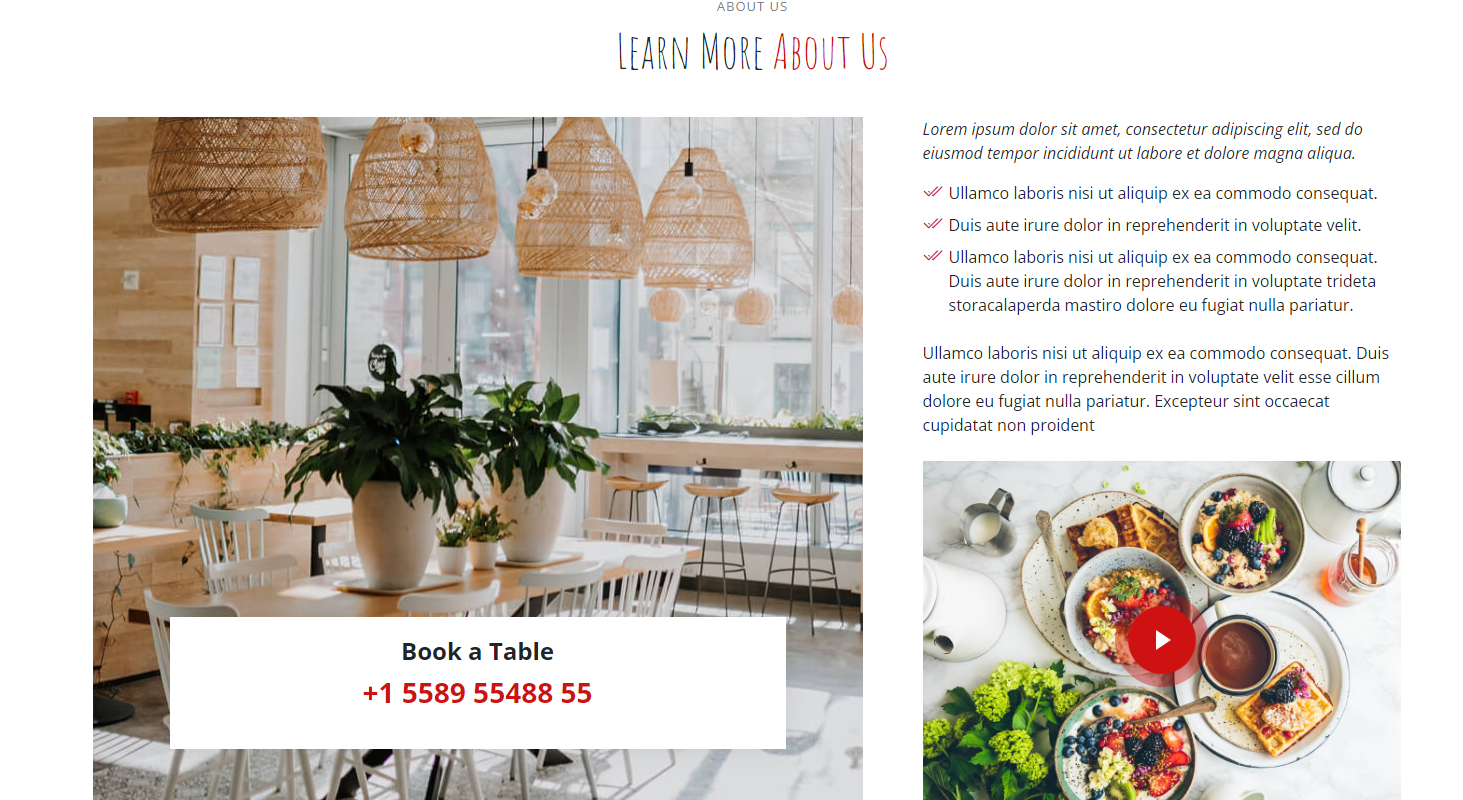 ABOUT US
Learn More About Us
Lorem ipsum dolor sit amet, consectetur adipiscing elit, sed do
eiusmod tempor incididunt ut labore et dolore magna aliqua.
Ullamco laboris nisi ut aliquip ex ea commodo consequat.
Duis aute irure dolor in reprehenderit in voluptate velit.
Ullamco laboris nisi ut aliquip ex ea commodo consequat.
Duis aute irure dolor in reprehenderit in voluptate trideta
storacalaperda mastiro dolore eu fugiat nulla pariatur.
Ullamco laboris nisi ut aliquip ex ea commodo consequat. Duis
aute irure dolor in reprehenderit in voluptate velit esse cillum
dolore eu fugiat nulla pariatur. Excepteur sint occaecat
cupidatat non proident
Book a Table
+1 5589 55488 55